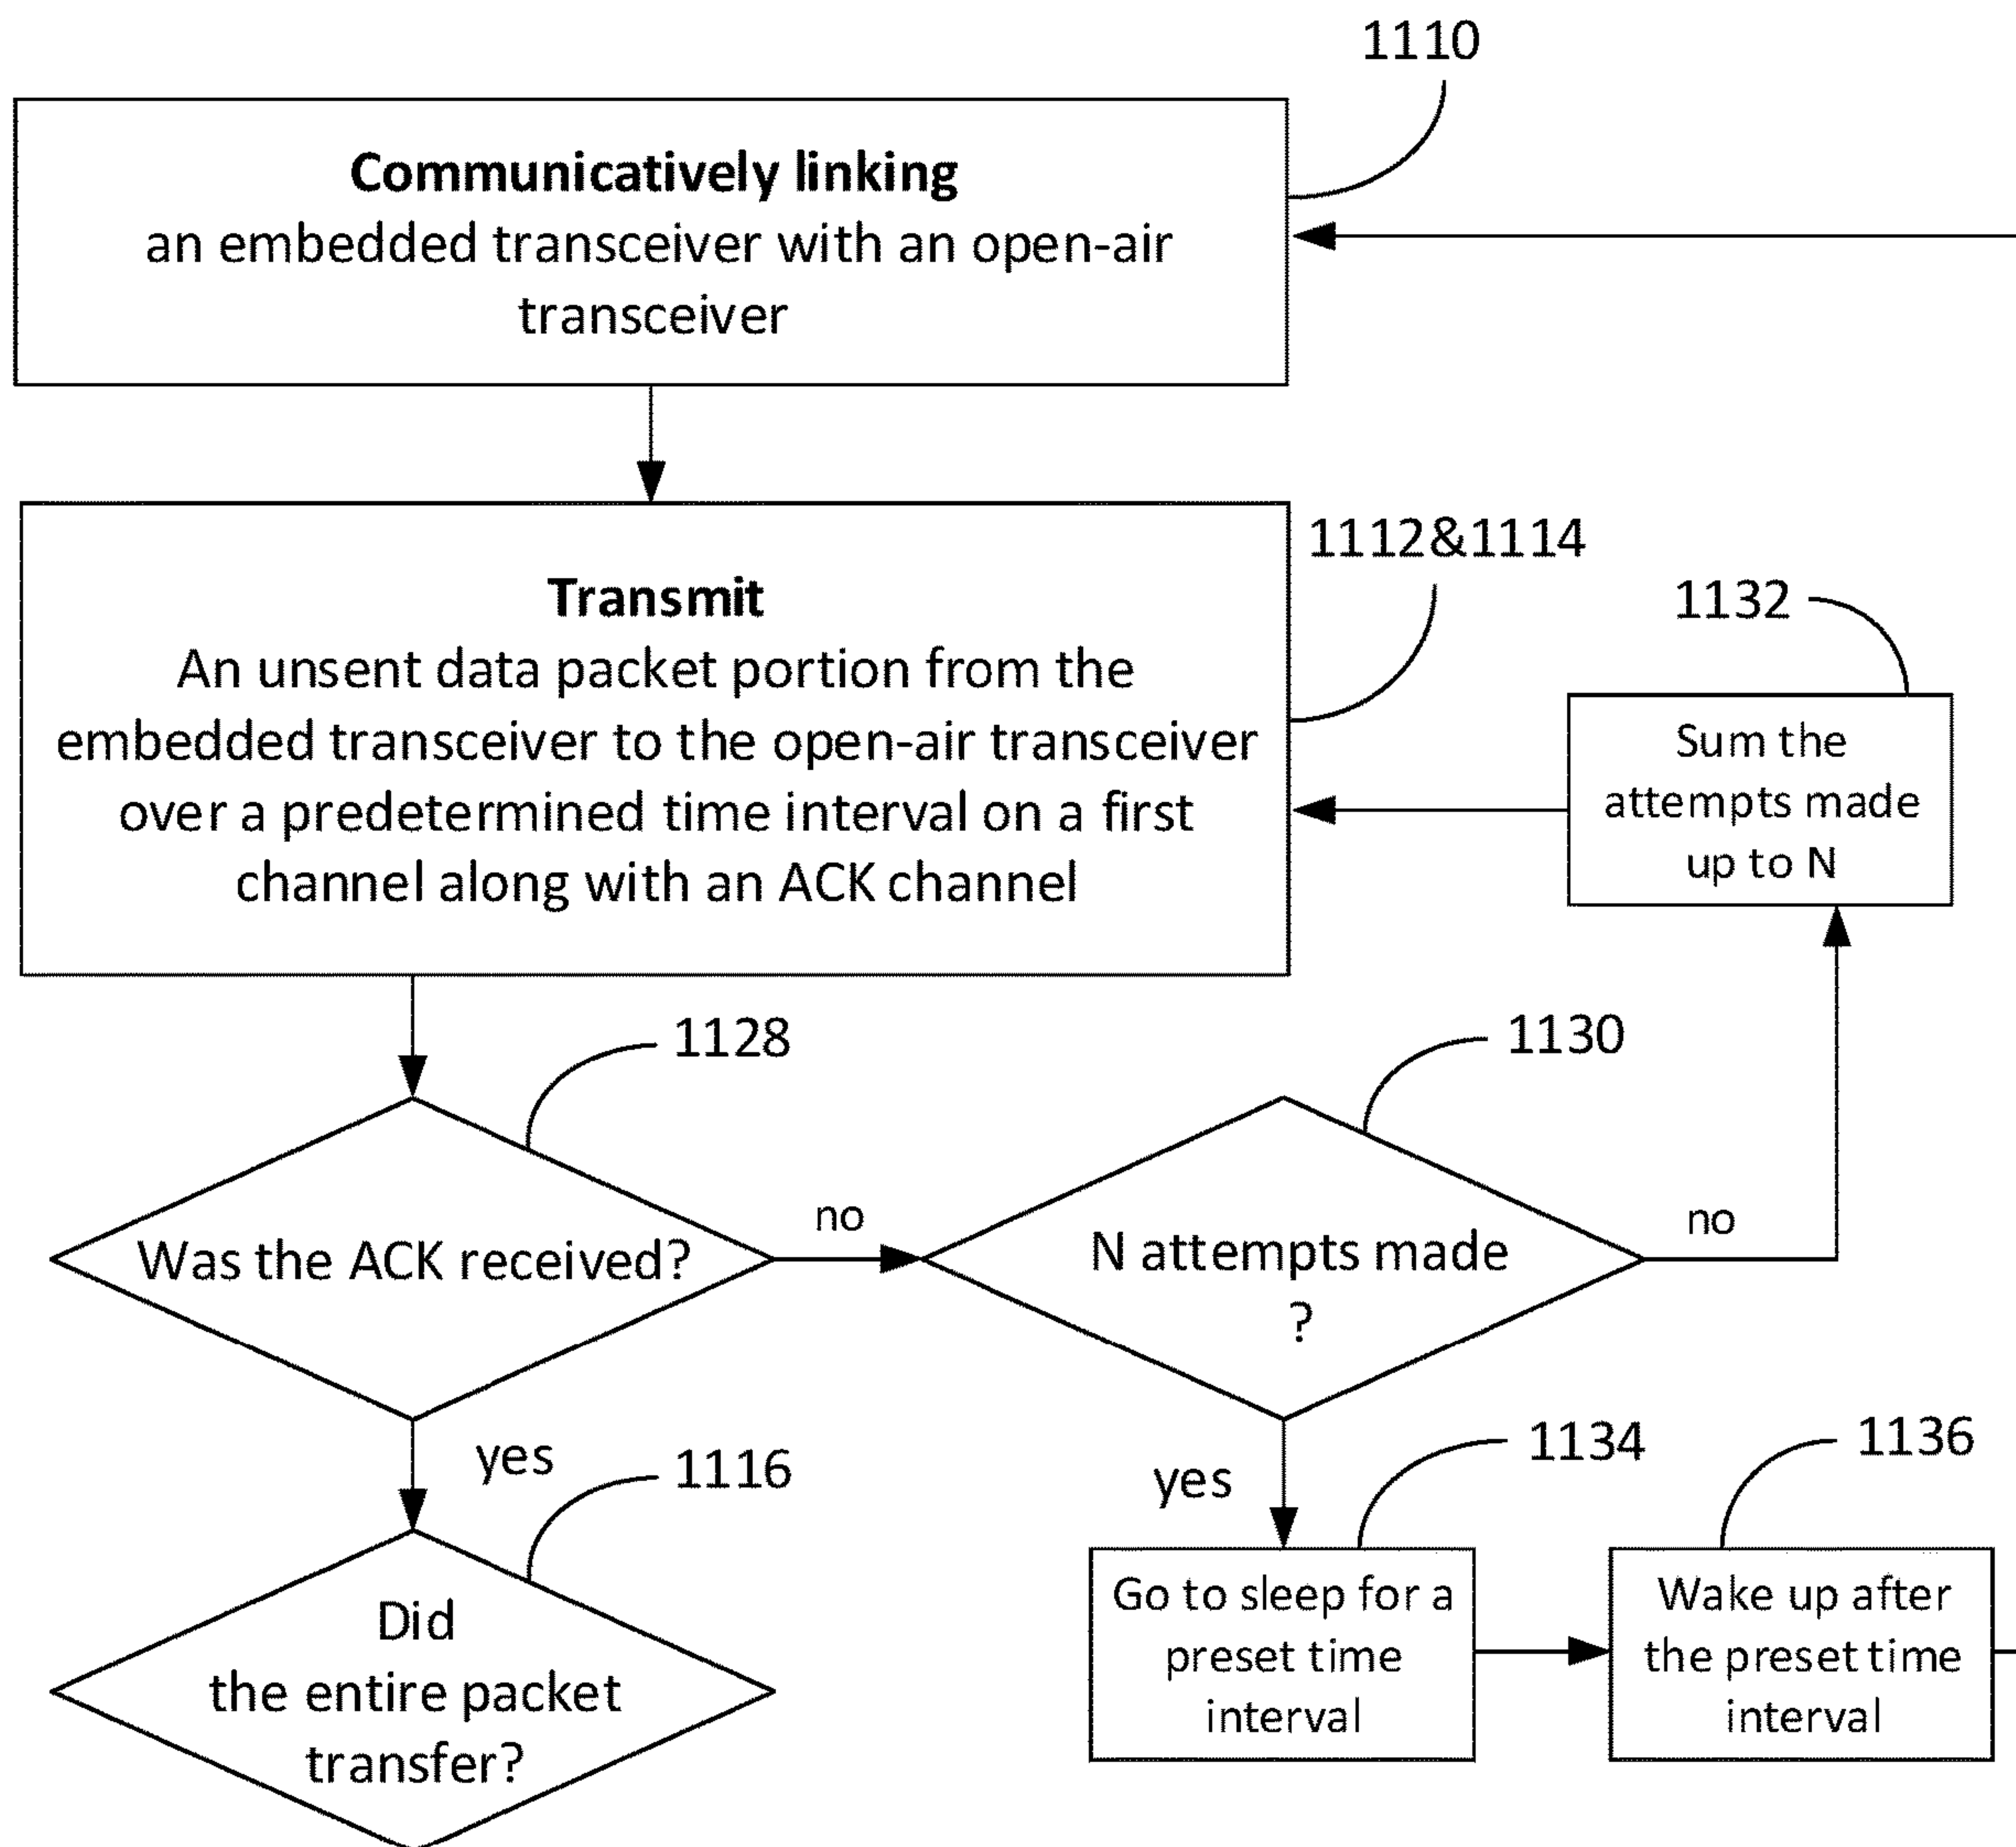 1110
Communicatively linking
an embedded transceiver with an open-air
transceiver
1112&1114
Transmit
An unsent data packet portion from the
embedded transceiver to the open-air transceiver
over a predetermined time interval on a first
channel along with an ACK channel
1132
Sum the
attempts made
up to N
1128
Was the ACK received?
no
1130
N attempts made
?
no
yes
1116
Did
the entire packet
transfer?
yes
1134
Go to sleep for a
preset time
interval
1136
Wake up after
the preset time
interval